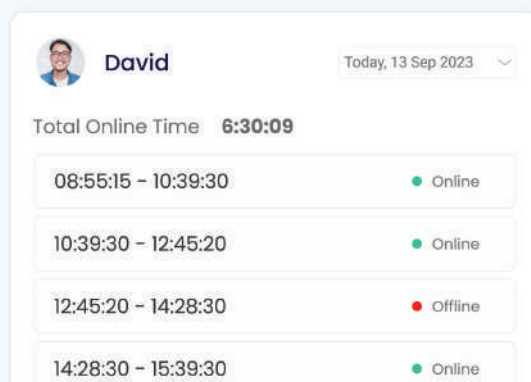 David
Today, 13 Sep 2023
Total Online Time 6:30:09
08:55:15 - 10:39:30 Online
10:39:30 - 12:45:20 Online
12:45:20 - 14:28:30 Offline
14:28:30 - 15:39:30 Online